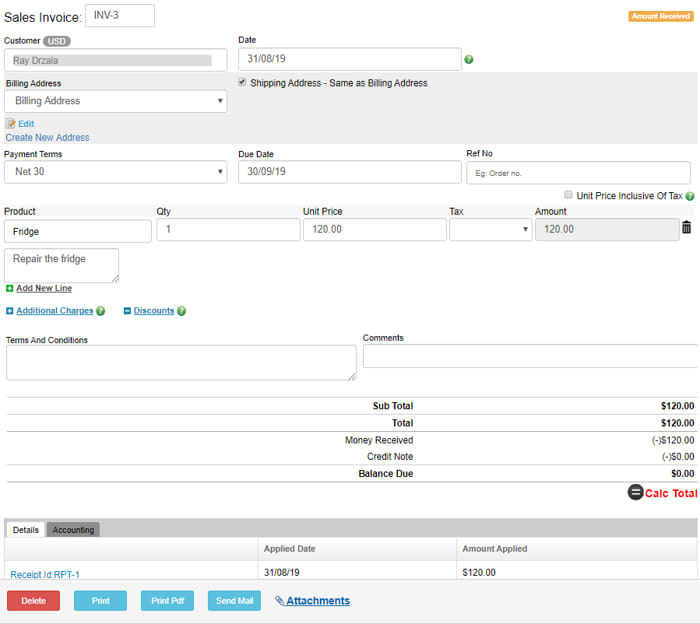 Sales Invoice: INV-3
Amount Received
Customer USD
Date
Ray Drzala
31/08/19
Billing Address
Shipping Address - Same as Billing Address
Billing Address
Edit
Create New Address
Payment Terms
Due Date
Ref No
Net 30
30/09/19
Eg: Order no.
Unit Price Inclusive Of Tax
Product Qty Unit Price Tax Amount
Fridge 1 120.00 120.00
Repair the fridge
Add New Line
Additional Charges Discounts
Terms And Conditions
Comments
Sub Total $120.00
Total $120.00
Money Received (-)$120.00
Credit Note (-)$0.00
Balance Due $0.00
Calc Total
Details Accounting
Applied Date Amount Applied
Receipt Id:RPT-1 31/08/19 $120.00
Delete Print Print Pdf Send Mail Attachments